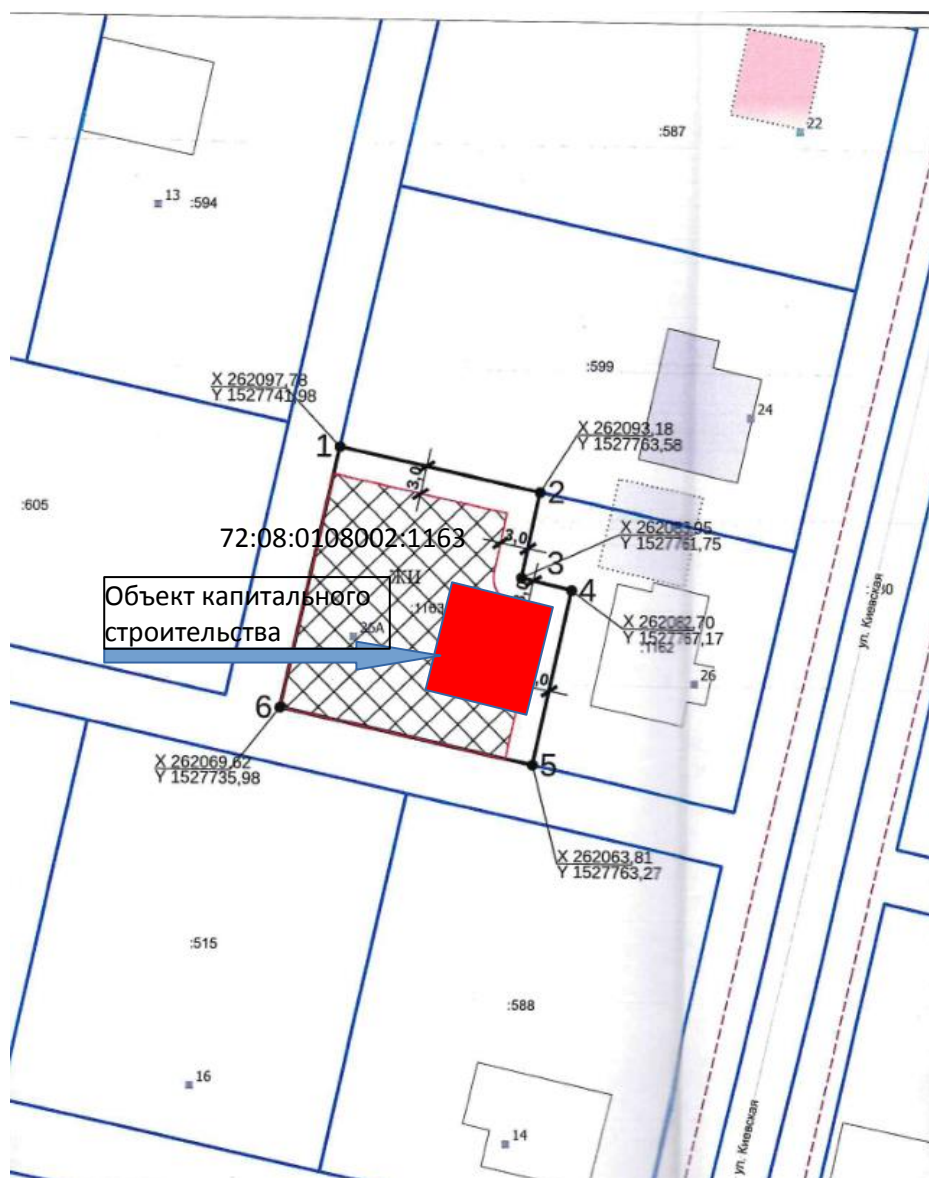 22
:587
13
:594
:599
24
X 262097,78
Y 1527741,98
1
X 262093,18
Y 1527763,58
2
3,0
:605
72:08:0108002:1163
3,0
X 262083,95
Y 1527761,75
3
4
ЖИ
:1163
Объект капитального
строительства
26А
X 262082,70
Y 1527767,17
:1162
26
ул. Киевская
6
X 262069,62
Y 1527735,98
5
X 262063,81
Y 1527763,27
:515
:588
16
14
ул. Киевская